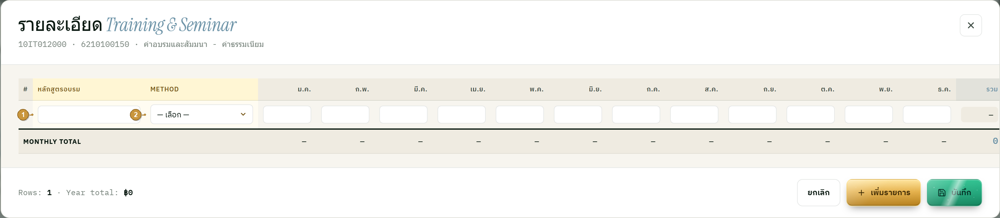 รายละเอียด Training & Seminar
10IT012000 · 6210100150 · ค่าอบรมและสัมมนา - ค่าธรรมเนียม
# หลักสูตรอบรม METHOD ม.ค. ก.พ. มี.ค. เม.ย. พ.ค. มิ.ย. ก.ค. ส.ค. ก.ย. ต.ค. พ.ย. ธ.ค. รวม
1 2 — เลือก — –
MONTHLY TOTAL – – – – – – – – – – – – 0
Rows: 1 · Year total: ฿0 ยกเลิก + เพิ่มรายการ บันทึก